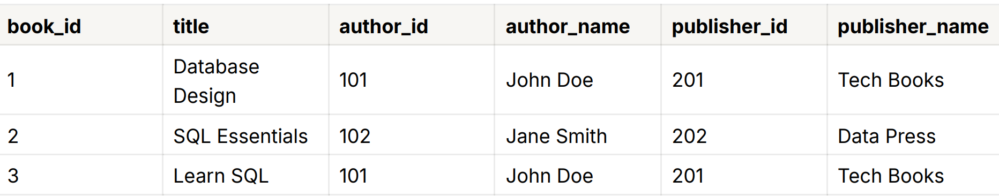 book_id title author_id author_name publisher_id publisher_name
1 Database Design 101 John Doe 201 Tech Books
2 SQL Essentials 102 Jane Smith 202 Data Press
3 Learn SQL 101 John Doe 201 Tech Books